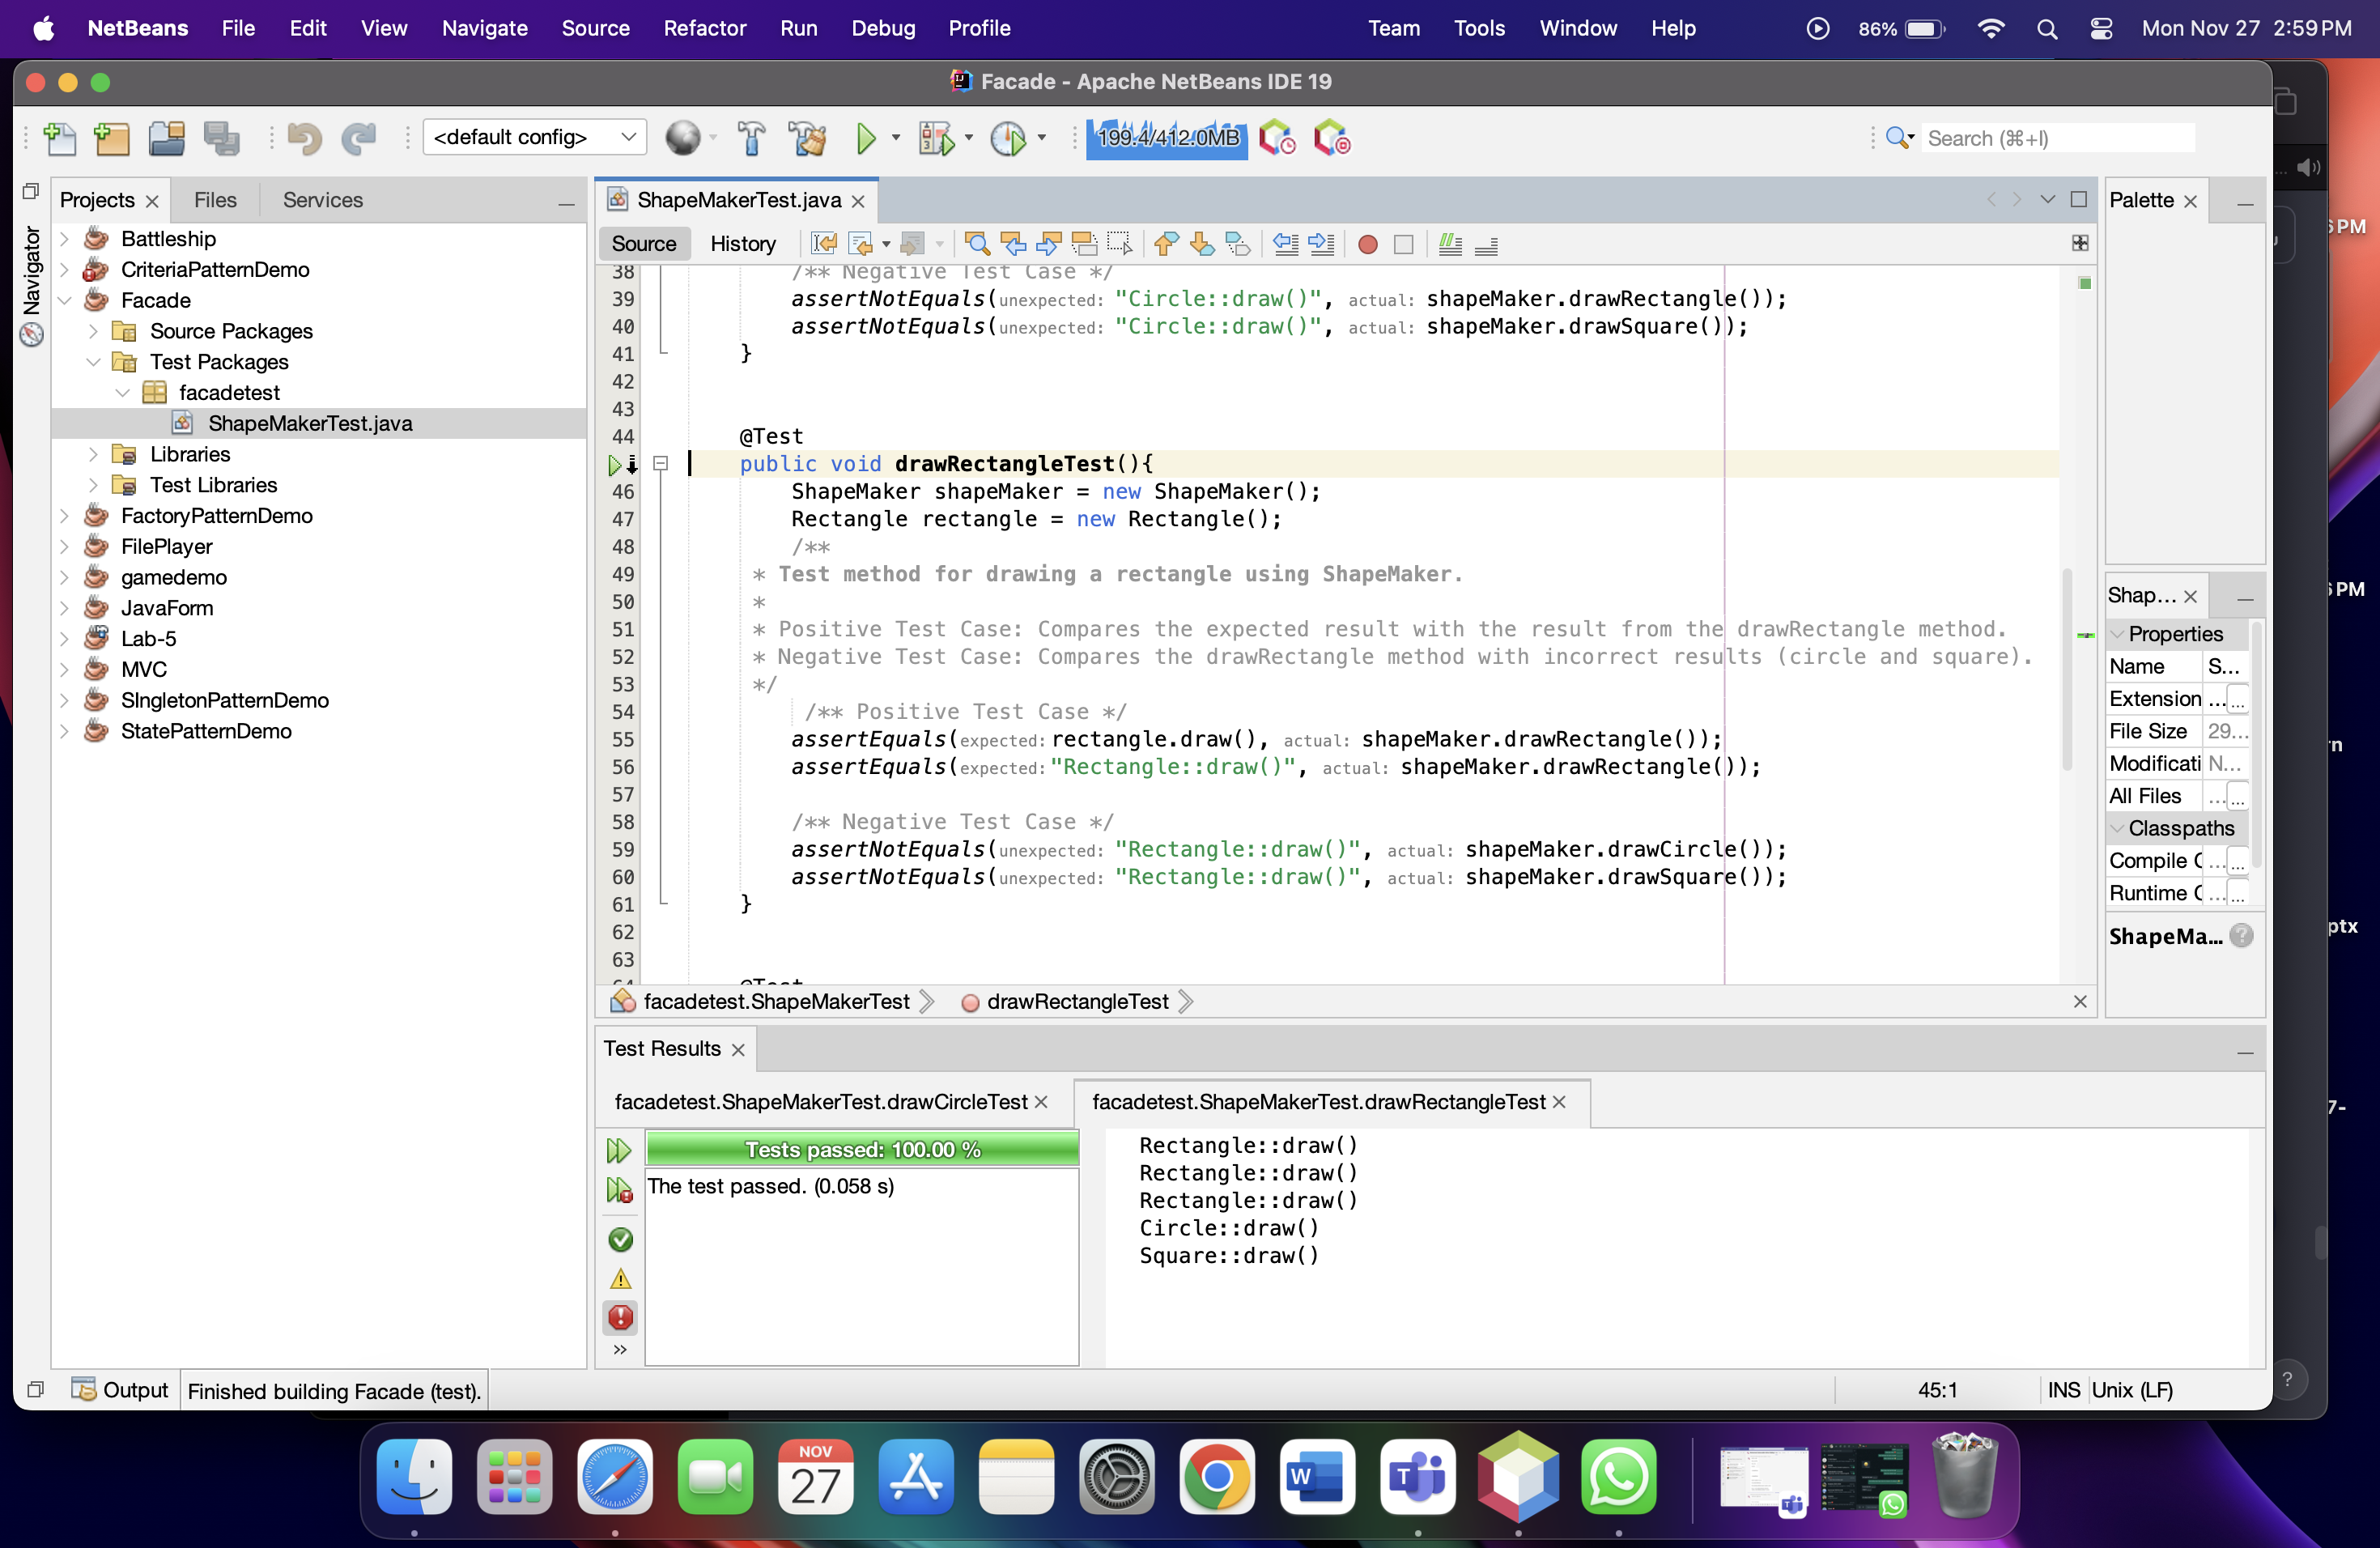 NetBeans File Edit View Navigate Source Refactor Run Debug Profile Team Tools Window Help 86% Mon Nov 27 2:59 PM
Facade - Apache NetBeans IDE 19
<default config> 199.4/412.0MB Search (⌘+I)
Navigator
Projects Files Services
Battleship
CriteriaPatternDemo
Facade
Source Packages
Test Packages
facadetest
ShapeMakerTest.java
Libraries
Test Libraries
FactoryPatternDemo
FilePlayer
gamedemo
JavaForm
Lab-5
MVC
SIngletonPatternDemo
StatePatternDemo
ShapeMakerTest.java
Source History
38 /** Negative Test Case */
39 assertNotEquals(unexpected: "Circle::draw()", actual: shapeMaker.drawRectangle());
40 assertNotEquals(unexpected: "Circle::draw()", actual: shapeMaker.drawSquare());
41 }
42
43
44 @Test
public void drawRectangleTest(){
46 ShapeMaker shapeMaker = new ShapeMaker();
47 Rectangle rectangle = new Rectangle();
48 /**
49 * Test method for drawing a rectangle using ShapeMaker.
50 *
51 * Positive Test Case: Compares the expected result with the result from the drawRectangle method.
52 * Negative Test Case: Compares the drawRectangle method with incorrect results (circle and square).
53 */
54 /** Positive Test Case */
55 assertEquals(expected: rectangle.draw(), actual: shapeMaker.drawRectangle());
56 assertEquals(expected: "Rectangle::draw()", actual: shapeMaker.drawRectangle());
57
58 /** Negative Test Case */
59 assertNotEquals(unexpected: "Rectangle::draw()", actual: shapeMaker.drawCircle());
60 assertNotEquals(unexpected: "Rectangle::draw()", actual: shapeMaker.drawSquare());
61 }
62
63
64 @Test
facadetest.ShapeMakerTest drawRectangleTest
Palette
Shap...
Properties
Name S...
Extension ... ...
File Size 29...
Modificati N...
All Files ... ...
Classpaths
Compile C ... ...
Runtime C ... ...
ShapeMa... ?
Test Results
facadetest.ShapeMakerTest.drawCircleTest facadetest.ShapeMakerTest.drawRectangleTest
Tests passed: 100.00 %
The test passed. (0.058 s)
Rectangle::draw()
Rectangle::draw()
Rectangle::draw()
Circle::draw()
Square::draw()
Output Finished building Facade (test). 45:1 INS Unix (LF)
PM
PM
ptx
7-
?
NOV
27
W
T